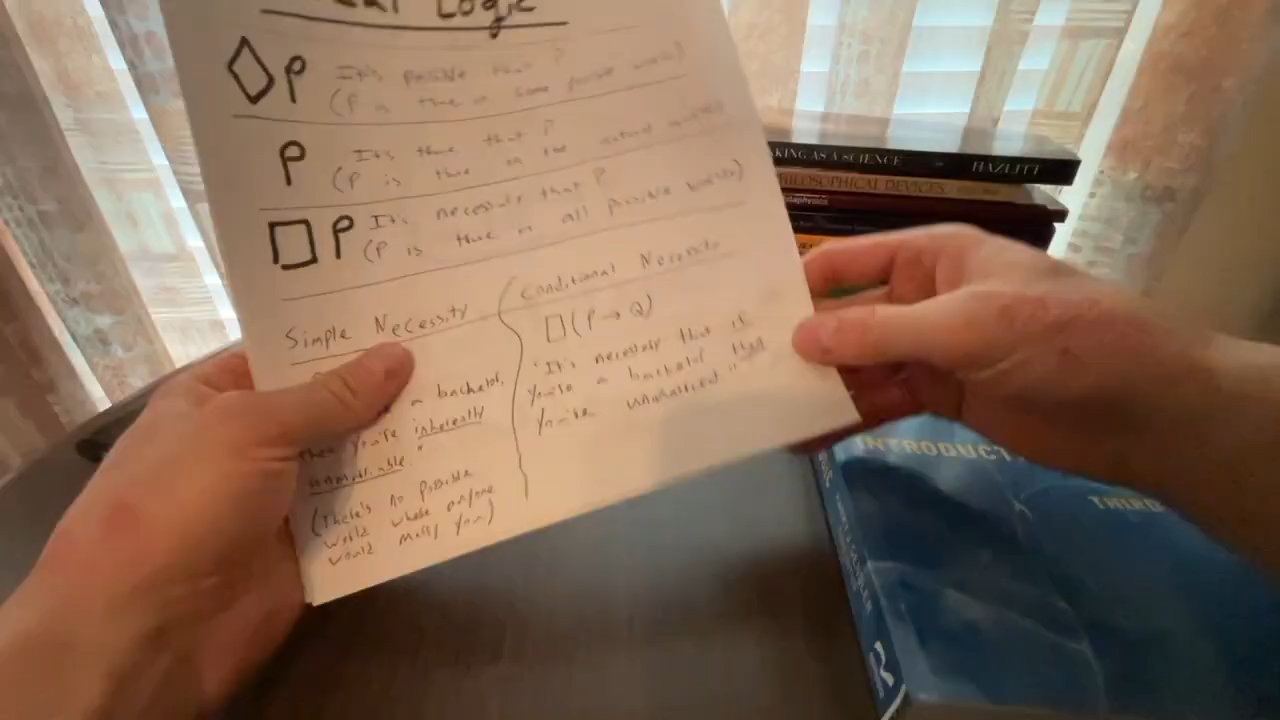 Logic
◇P It's possible that P
(P is true in some possible worlds)
P It's true that P
(P is true in the actual world)
□P It's necessary that P
(P is true in all possible worlds)
Simple Necessity
a bachelor,
then you're inherently
unmarriable."
(There's no possible
world where anyone
would marry you)
Conditional Necessity
□(P → Q)
"It's necessary that if
you're a bachelor then
you're unmarried"
KING AS A SCIENCE HAZLITT
PHILOSOPHICAL DEVICES
metaphysics
INTRODUCT
THIRD